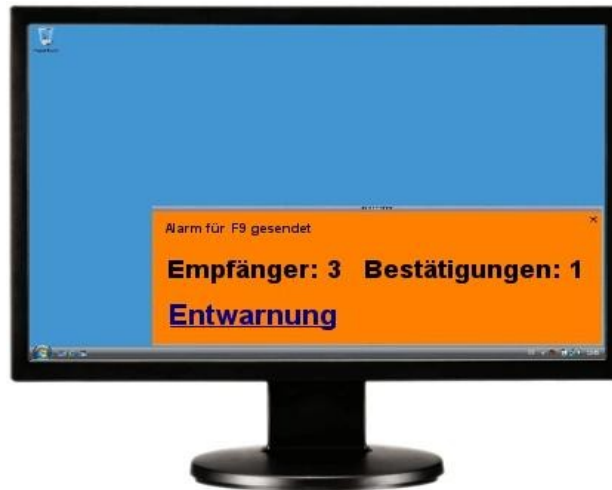 Alarm für F9 gesendet
Empfänger: 3 Bestätigungen: 1
Entwarnung